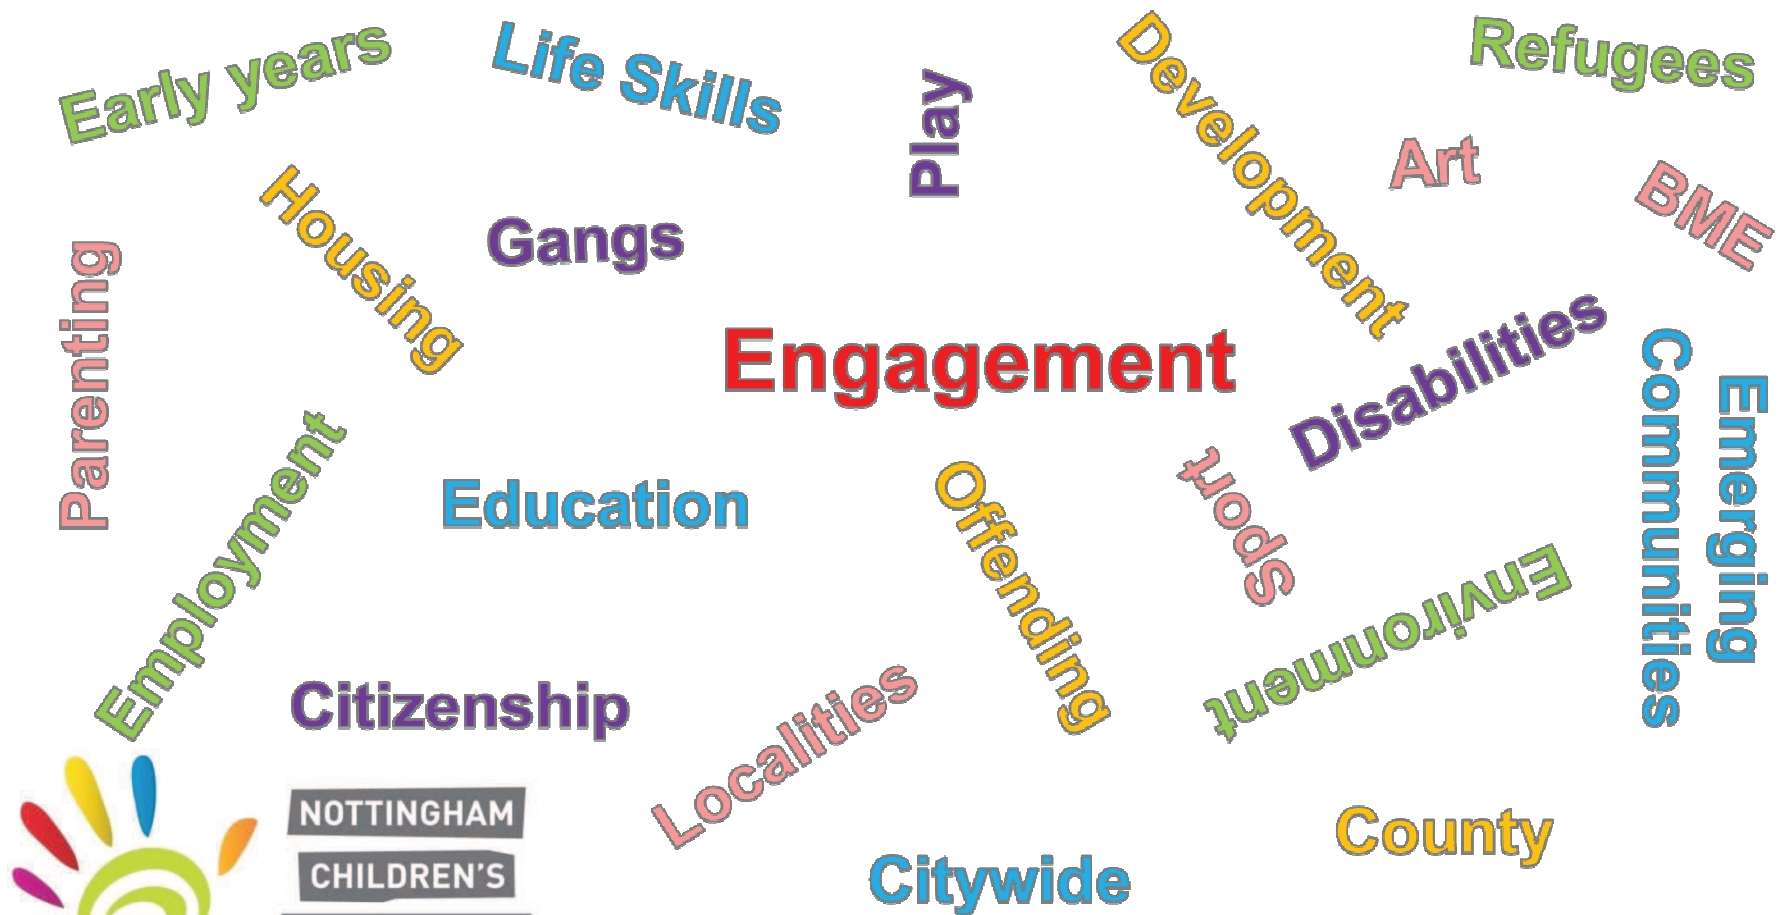 Early years
Life Skills
Play
Development
Refugees
Art
BME
Housing
Gangs
Parenting
Engagement
Disabilities
Emerging
Communities
Employment
Education
Offending
Sport
Environment
Citizenship
Localities
County
Citywide
NOTTINGHAM
CHILDREN'S